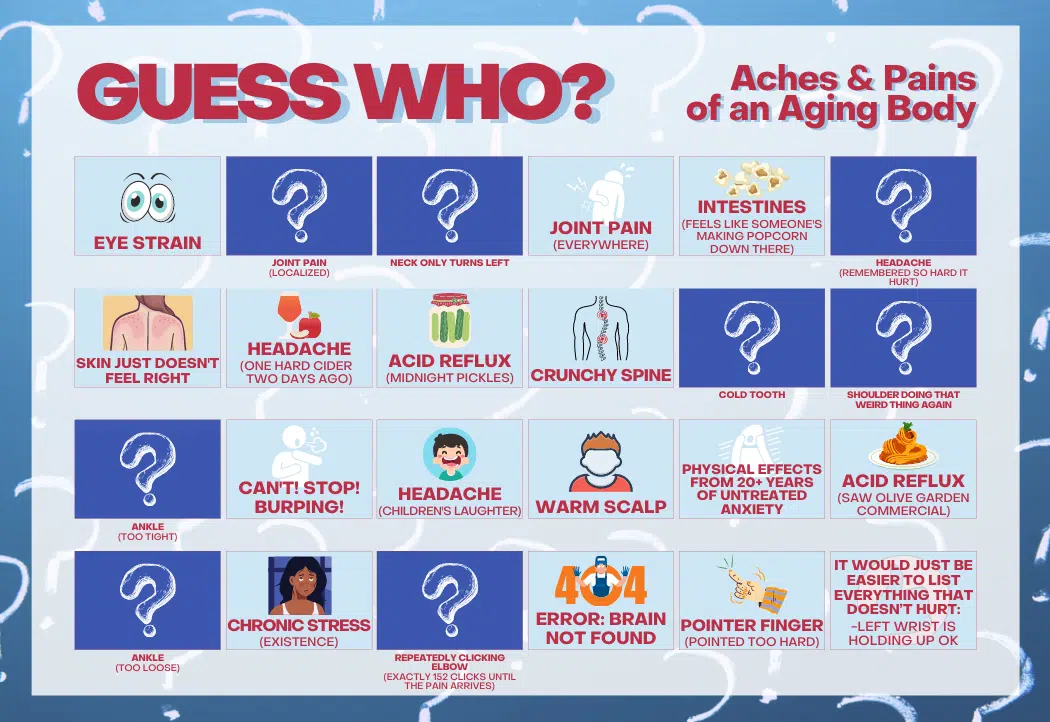 GUESS WHO?
Aches & Pains
of an Aging Body
EYE STRAIN
?
JOINT PAIN
(LOCALIZED)
?
NECK ONLY TURNS LEFT
JOINT PAIN
(EVERYWHERE)
INTESTINES
(FEELS LIKE SOMEONE'S
MAKING POPCORN
DOWN THERE)
?
HEADACHE
(REMEMBERED SO HARD IT
HURT)
SKIN JUST DOESN'T
FEEL RIGHT
HEADACHE
(ONE HARD CIDER
TWO DAYS AGO)
ACID REFLUX
(MIDNIGHT PICKLES)
CRUNCHY SPINE
?
COLD TOOTH
?
SHOULDER DOING THAT
WEIRD THING AGAIN
?
ANKLE
(TOO TIGHT)
CAN'T! STOP!
BURPING!
HEADACHE
(CHILDREN'S LAUGHTER)
WARM SCALP
PHYSICAL EFFECTS
FROM 20+ YEARS
OF UNTREATED
ANXIETY
ACID REFLUX
(SAW OLIVE GARDEN
COMMERCIAL)
?
ANKLE
(TOO LOOSE)
CHRONIC STRESS
(EXISTENCE)
?
REPEATEDLY CLICKING
ELBOW
(EXACTLY 152 CLICKS UNTIL
THE PAIN ARRIVES)
404
ERROR: BRAIN
NOT FOUND
POINTER FINGER
(POINTED TOO HARD)
IT WOULD JUST BE
EASIER TO LIST
EVERYTHING THAT
DOESN'T HURT:
-LEFT WRIST IS
HOLDING UP OK